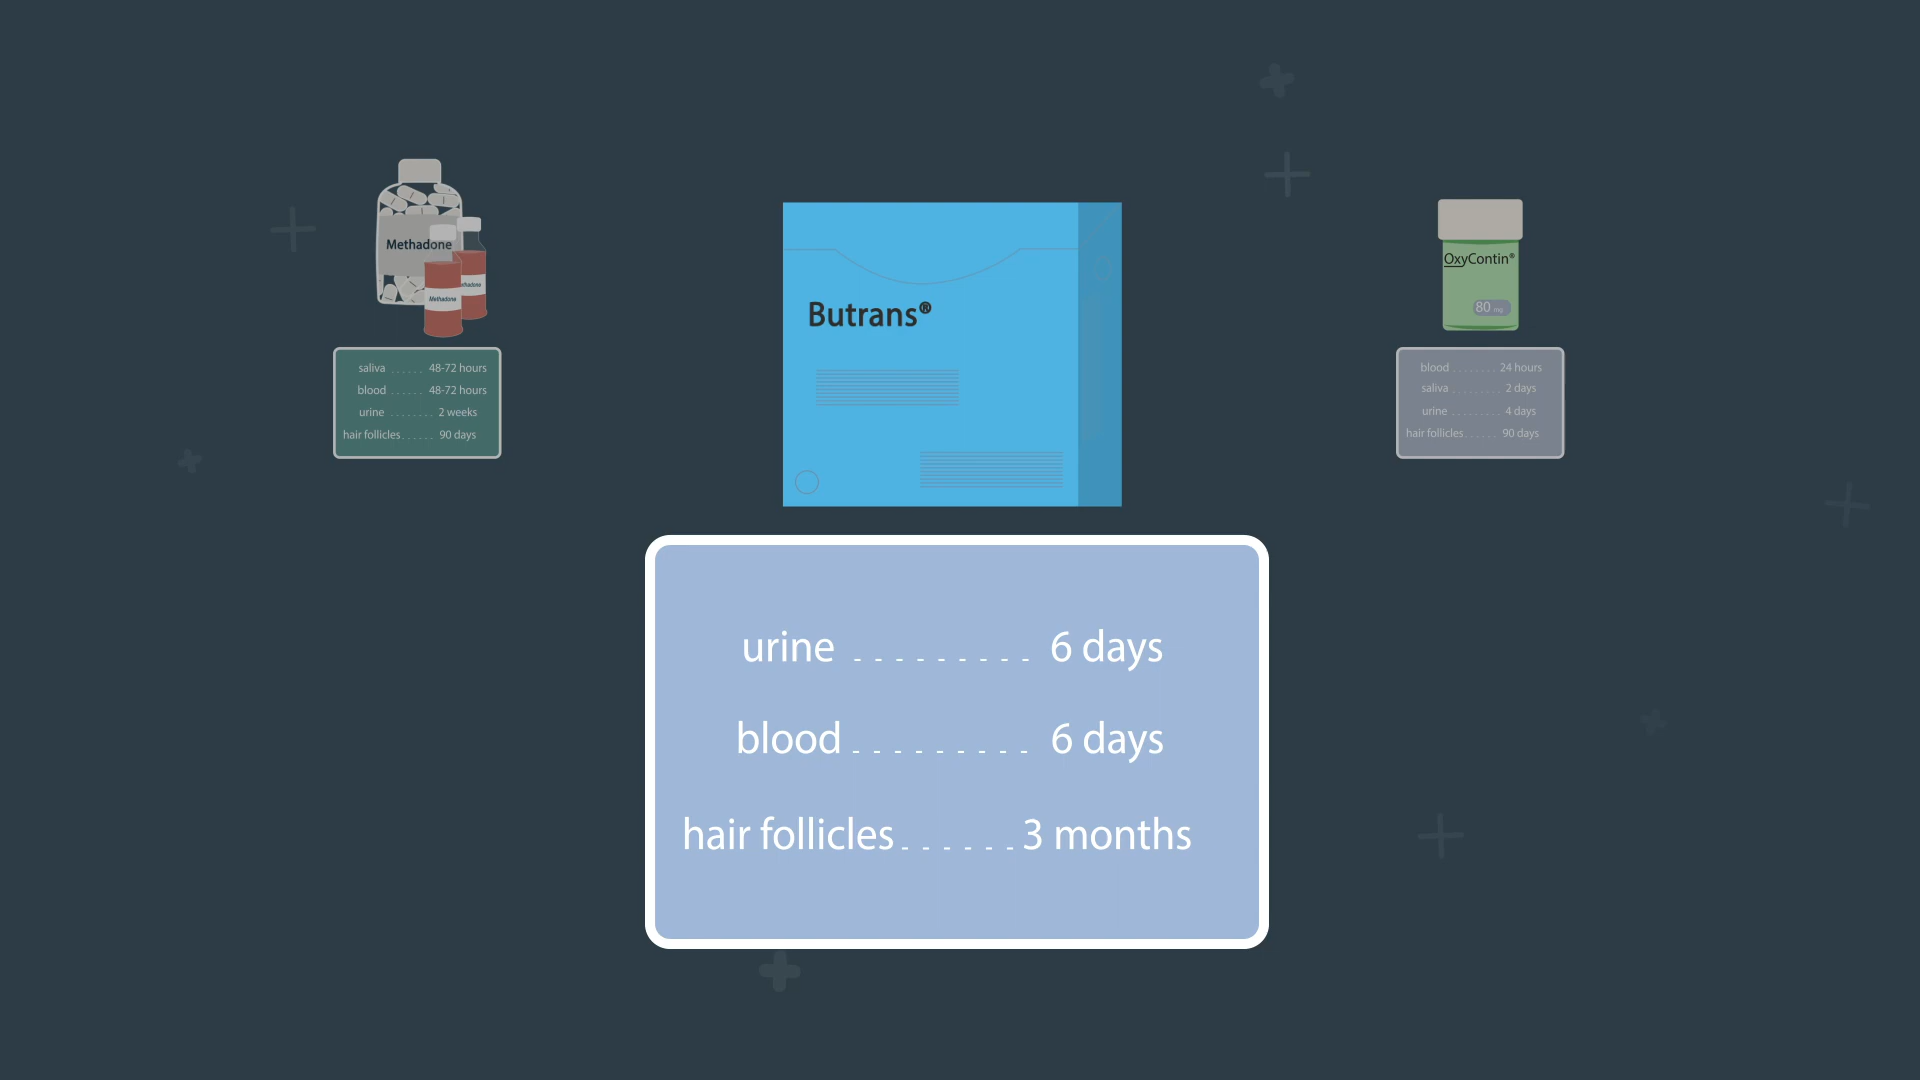 Methadone
Methadone
saliva ...... 48-72 hours
blood ...... 48-72 hours
urine ........ 2 weeks
hair follicles ...... 90 days
Butrans®
urine ......... 6 days
blood ......... 6 days
hair follicles ...... 3 months
OxyContin®
80 mg
blood ........ 24 hours
saliva ......... 2 days
urine ......... 4 days
hair follicles ...... 90 days